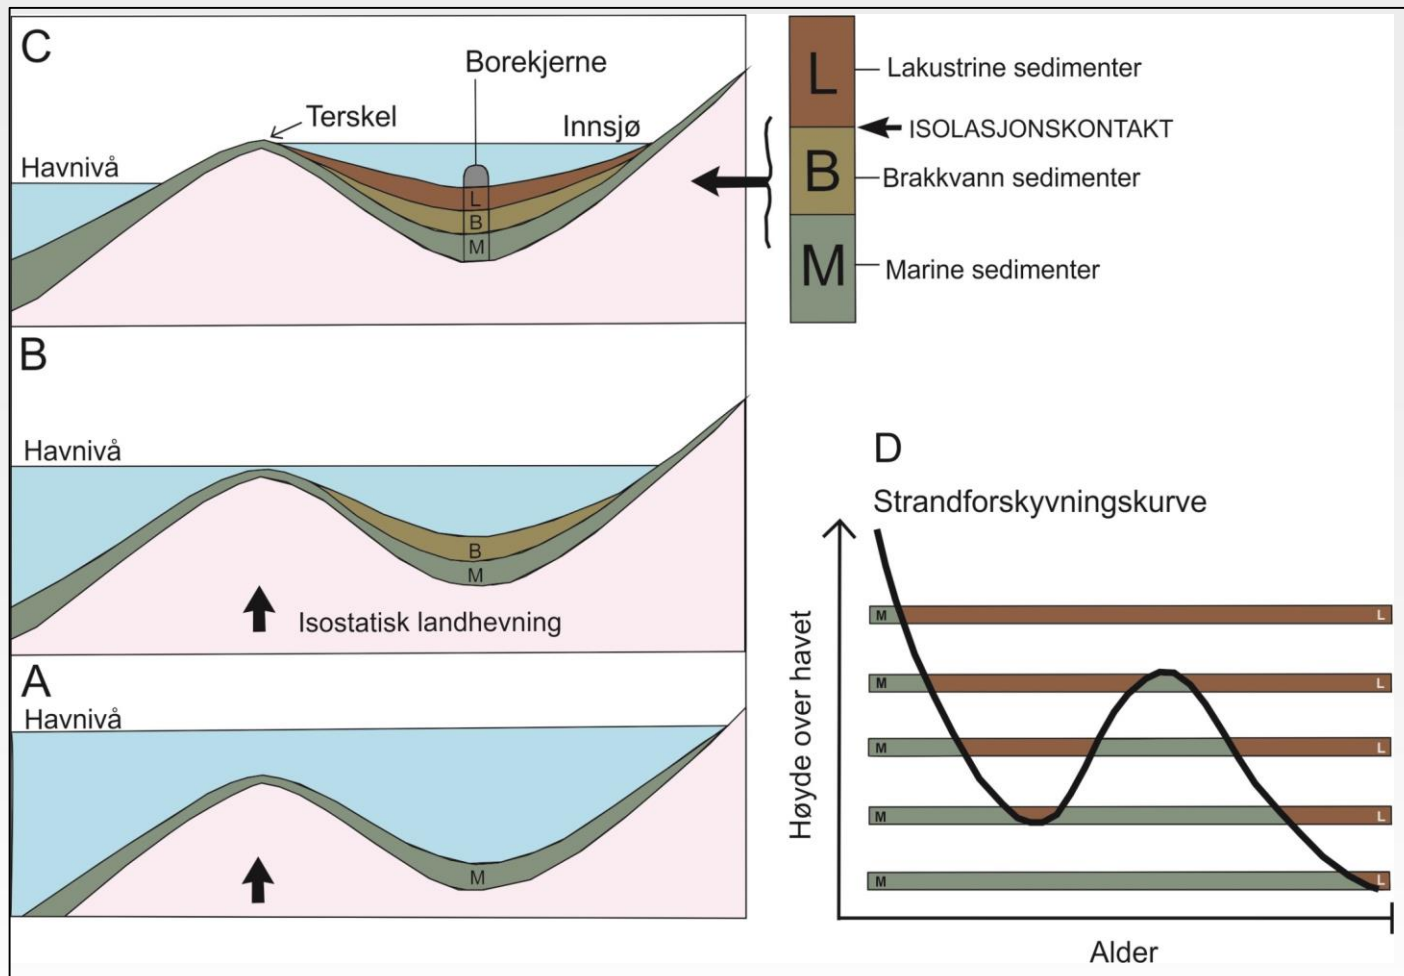 C
Borekjerne
Terskel
Innsjø
Havnivå
L
B
M
L
Lakustrine sedimenter
ISOLASJONSKONTAKT
B
Brakkvann sedimenter
M
Marine sedimenter
B
Havnivå
B
M
Isostatisk landhevning
A
Havnivå
M
D
Strandforskyvningskurve
Høyde over havet
M L
M L
M L
M L
M L
Alder